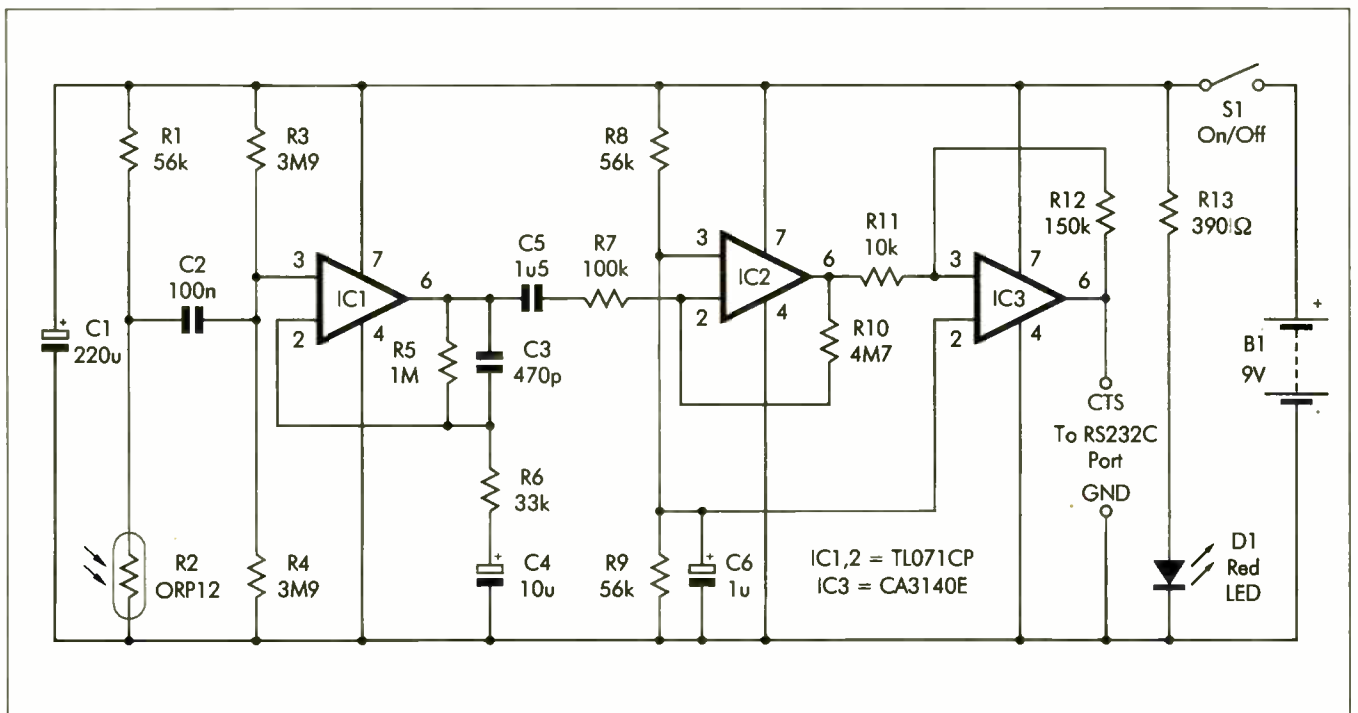 S1
On/Off
R1
56k
R3
3M9
R8
56k
R12
150k
R13
390Ω
R11
10k
C2
100n
C5
1u5
R7
100k
3
7
6
IC1
2
4
3
7
6
IC2
2
4
3
7
6
IC3
2
4
+
C1
220u
R5
1M
C3
470p
R10
4M7
+
B1
9V
CTS
To RS232C
Port
GND
R6
33k
R2
ORP12
R4
3M9
+
C4
10u
R9
56k
+
C6
1u
IC1,2 = TL071CP
IC3 = CA3140E
D1
Red
LED